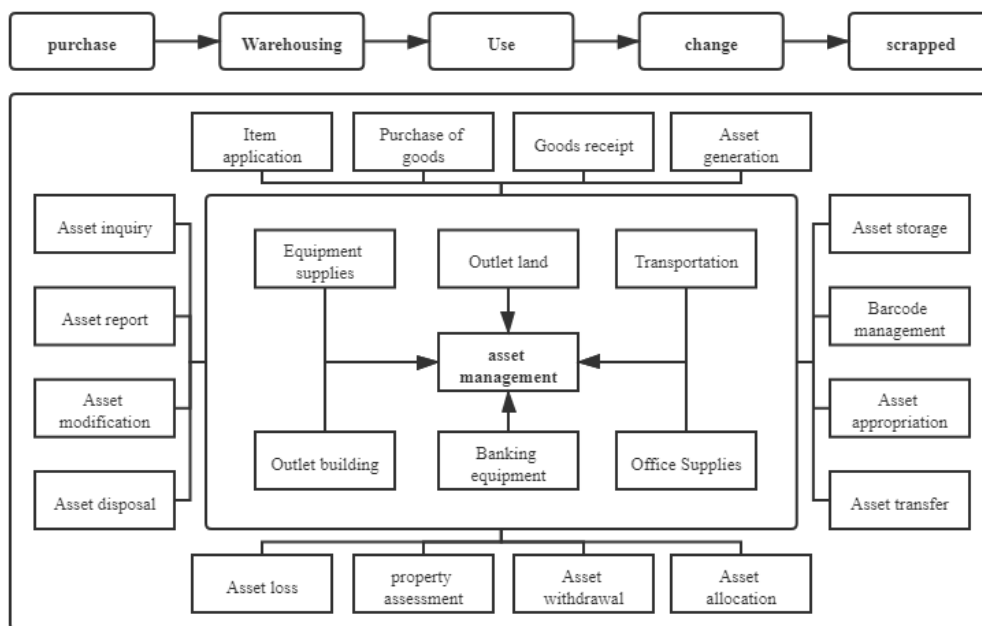 purchase
Warehousing
Use
change
scrapped
Item
application
Purchase of
goods
Goods receipt
Asset
generation
Asset inquiry
Asset report
Asset
modification
Asset disposal
Equipment
supplies
Outlet land
Transportation
asset
management
Outlet building
Banking
equipment
Office Supplies
Asset storage
Barcode
management
Asset
appropriation
Asset transfer
Asset loss
property
assessment
Asset
withdrawal
Asset
allocation